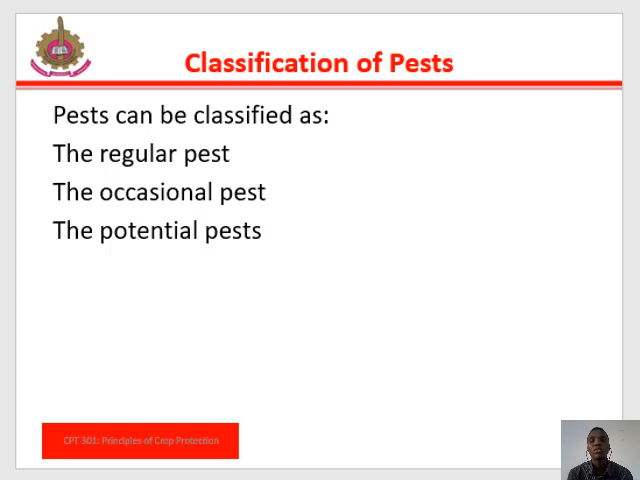 Classification of Pests
Pests can be classified as:
The regular pest
The occasional pest
The potential pests
CPT 301: Principles of Crop Protection